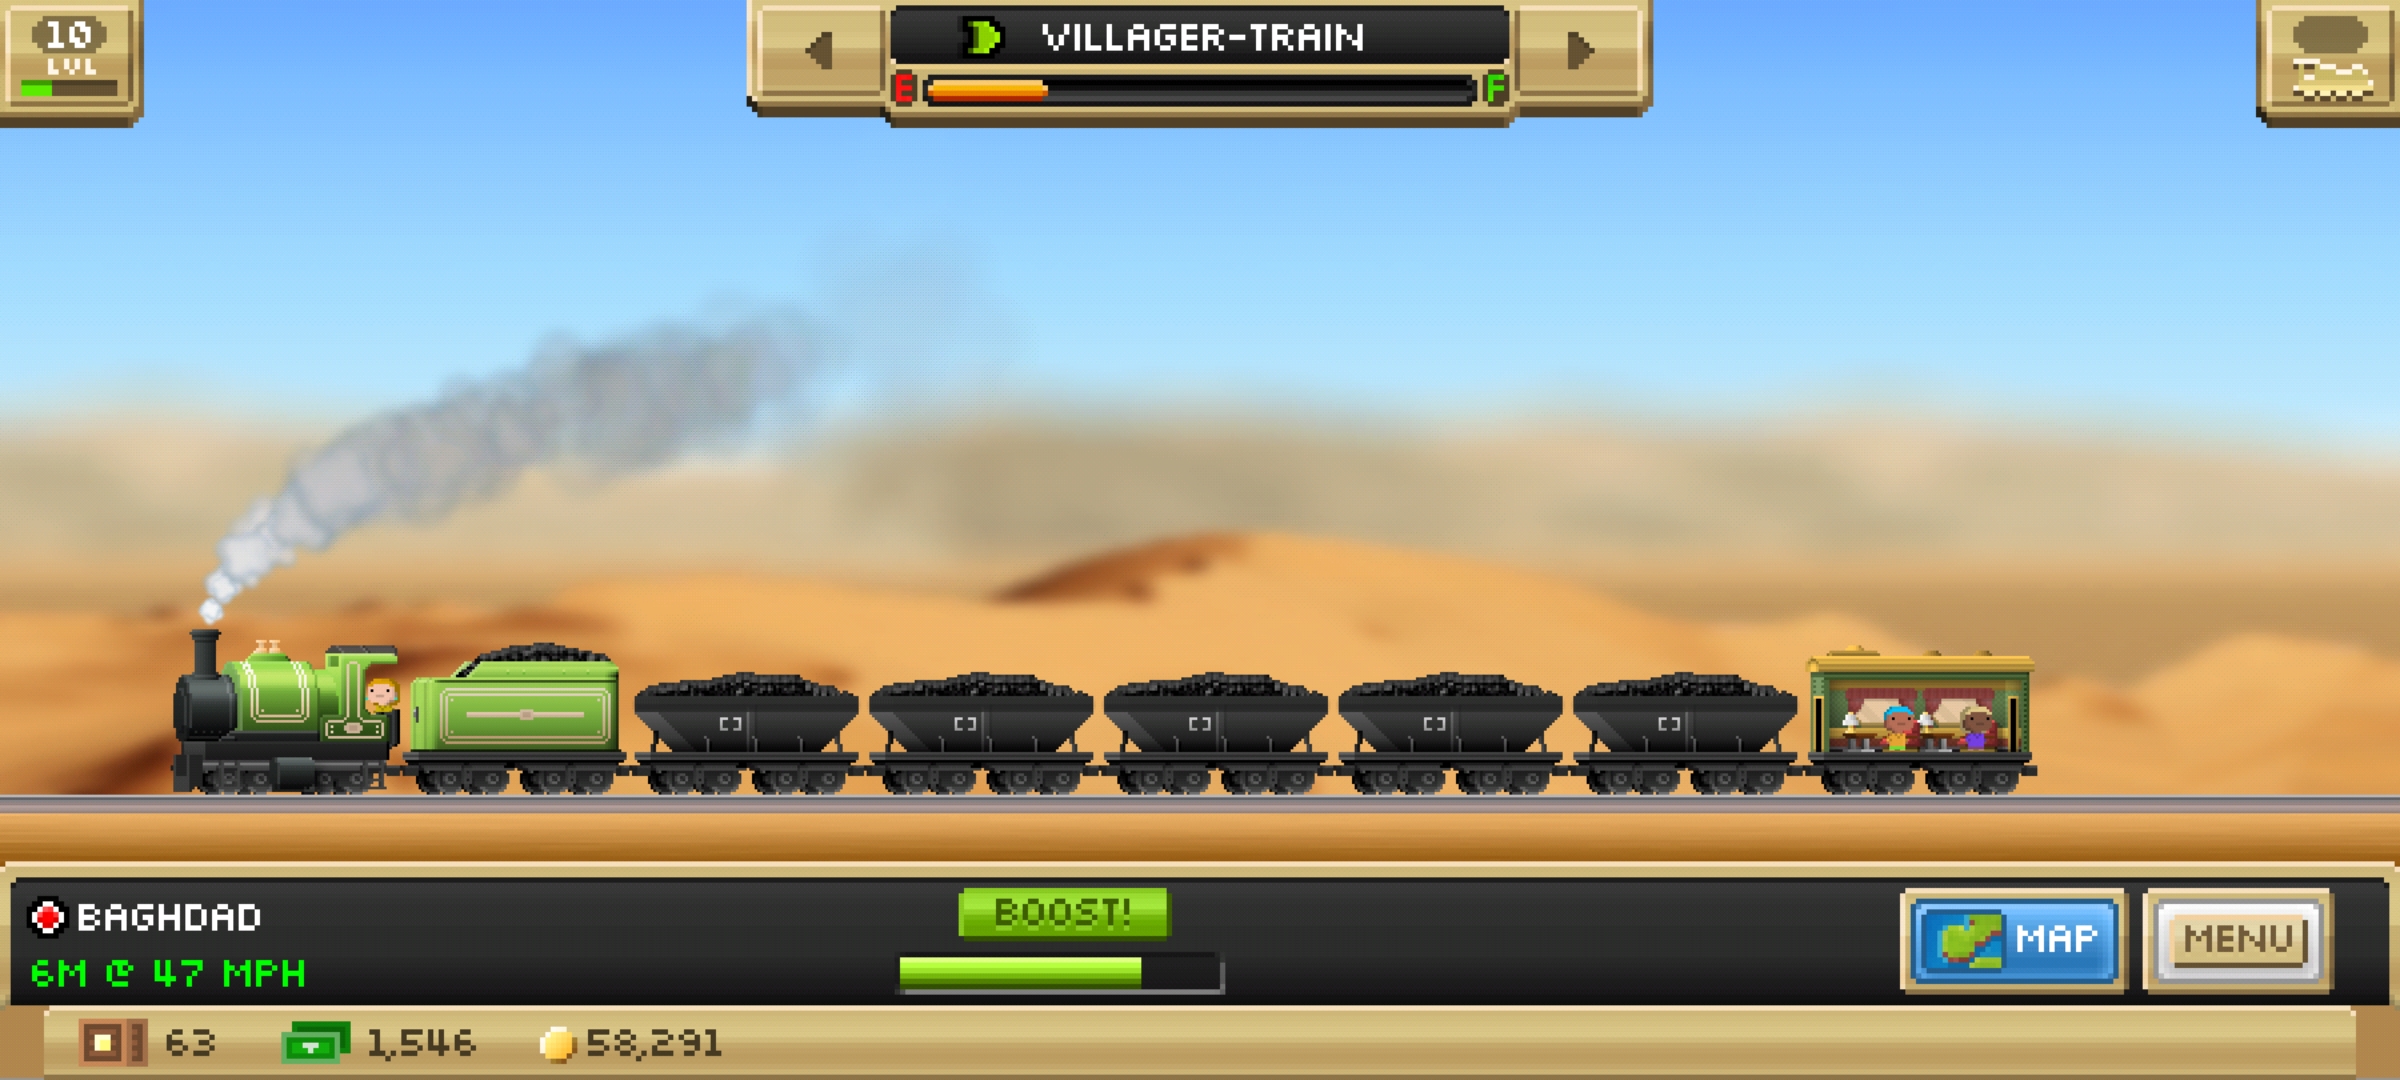 10
LVL
VILLAGER-TRAIN
E F
BAGHDAD
6M @ 47 MPH
BOOST!
MAP
MENU
63 1,546 58,291